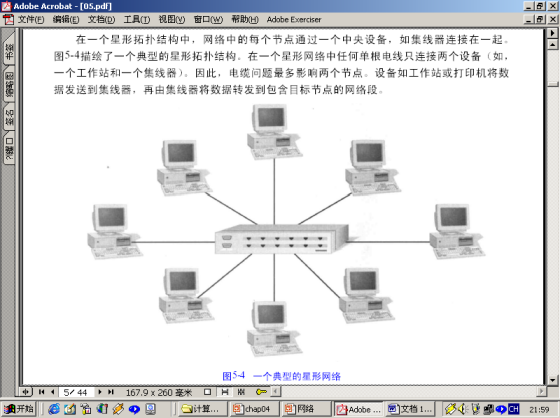 Adobe Acrobat - [05.pdf]
文件(F) 编辑(E) 文档(D) 工具(T) 视图(V) 窗口(W) 帮助(H) Adobe Exerciser
在一个星形拓扑结构中，网络中的每个节点通过一个中央设备，如集线器连接在一起。
图5-4描绘了一个典型的星形拓扑结构。在一个星形网络中任何单根电线只连接两个设备（如，
一个工作站和一个集线器）。因此，电缆问题最多影响两个节点。设备如工作站或打印机将数
据发送到集线器，再由集线器将数据转发到包含目标节点的网络段。
图5-4 一个典型的星形网络
5/ 44 167.9 x 260 毫米
开始 计算... chap04 网络 Adobe ... 文档 1... CH 21:59